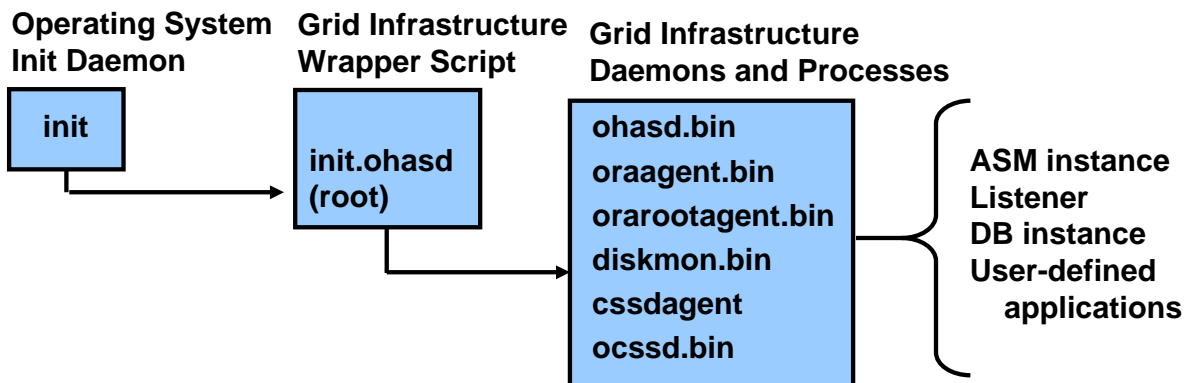 Operating System
Init Daemon
init
Grid Infrastructure
Wrapper Script
init.ohasd
(root)
Grid Infrastructure
Daemons and Processes
ohasd.bin
oraagent.bin
orarootagent.bin
diskmon.bin
cssdagent
ocssd.bin
ASM instance
Listener
DB instance
User-defined
applications